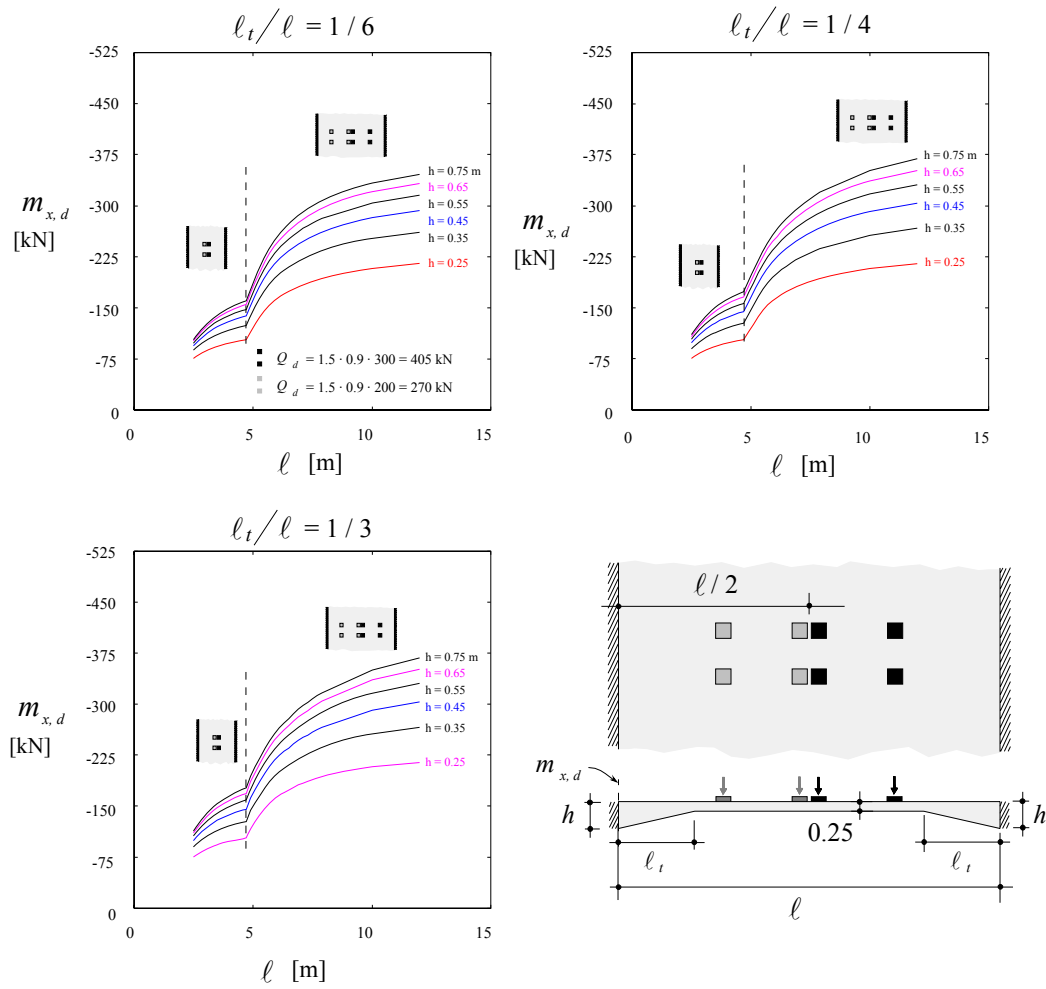 ℓt/ℓ = 1 / 6
-525
-450
-375
-300
-225
-150
-75
0
mx, d
[kN]
h = 0.75 m
h = 0.65
h = 0.55
h = 0.45
h = 0.35
h = 0.25
Q d = 1.5 · 0.9 · 300 = 405 kN
Q d = 1.5 · 0.9 · 200 = 270 kN
0 5 10 15
ℓ [m]
ℓt/ℓ = 1 / 4
-525
-450
-375
-300
-225
-150
-75
0
mx, d
[kN]
h = 0.75 m
h = 0.65
h = 0.55
h = 0.45
h = 0.35
h = 0.25
0 5 10 15
ℓ [m]
ℓt/ℓ = 1 / 3
-525
-450
-375
-300
-225
-150
-75
0
mx, d
[kN]
h = 0.75 m
h = 0.65
h = 0.55
h = 0.45
h = 0.35
h = 0.25
0 5 10 15
ℓ [m]
ℓ / 2
mx, d
h
h
0.25
ℓt
ℓt
ℓ